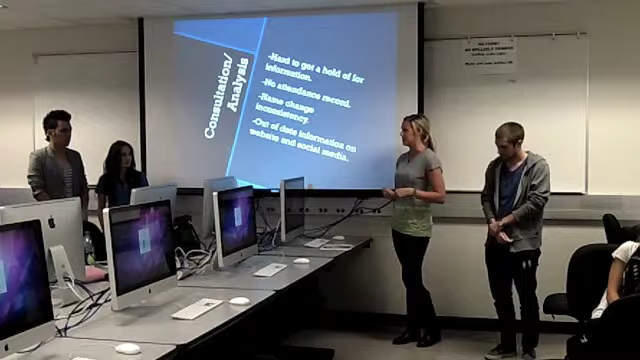 Consultation/
Analysis
-Hard to get a hold of for
information.
-No attendance record.
-Name change
inconsistency.
-Out of date information on
website and social media.